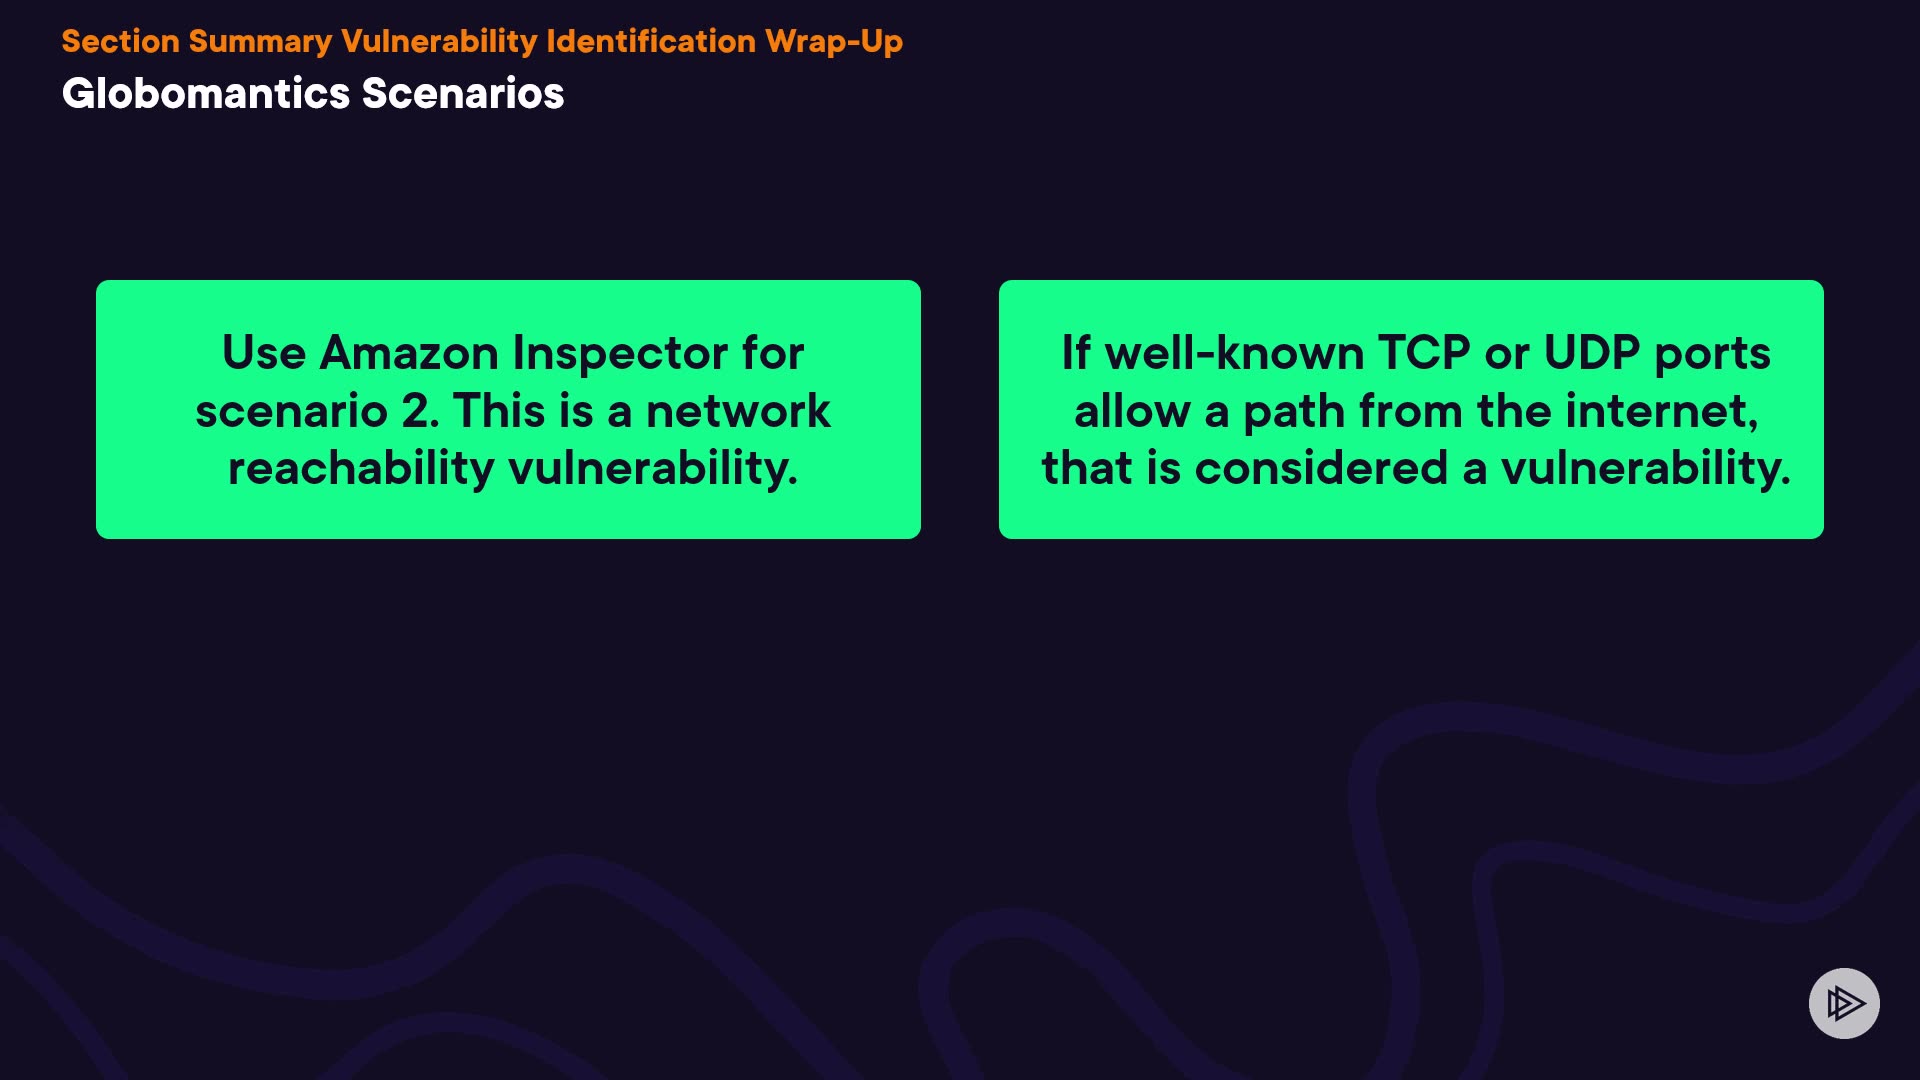 Section Summary Vulnerability Identification Wrap-Up
Globomantics Scenarios
Use Amazon Inspector for
scenario 2. This is a network
reachability vulnerability.
If well-known TCP or UDP ports
allow a path from the internet,
that is considered a vulnerability.